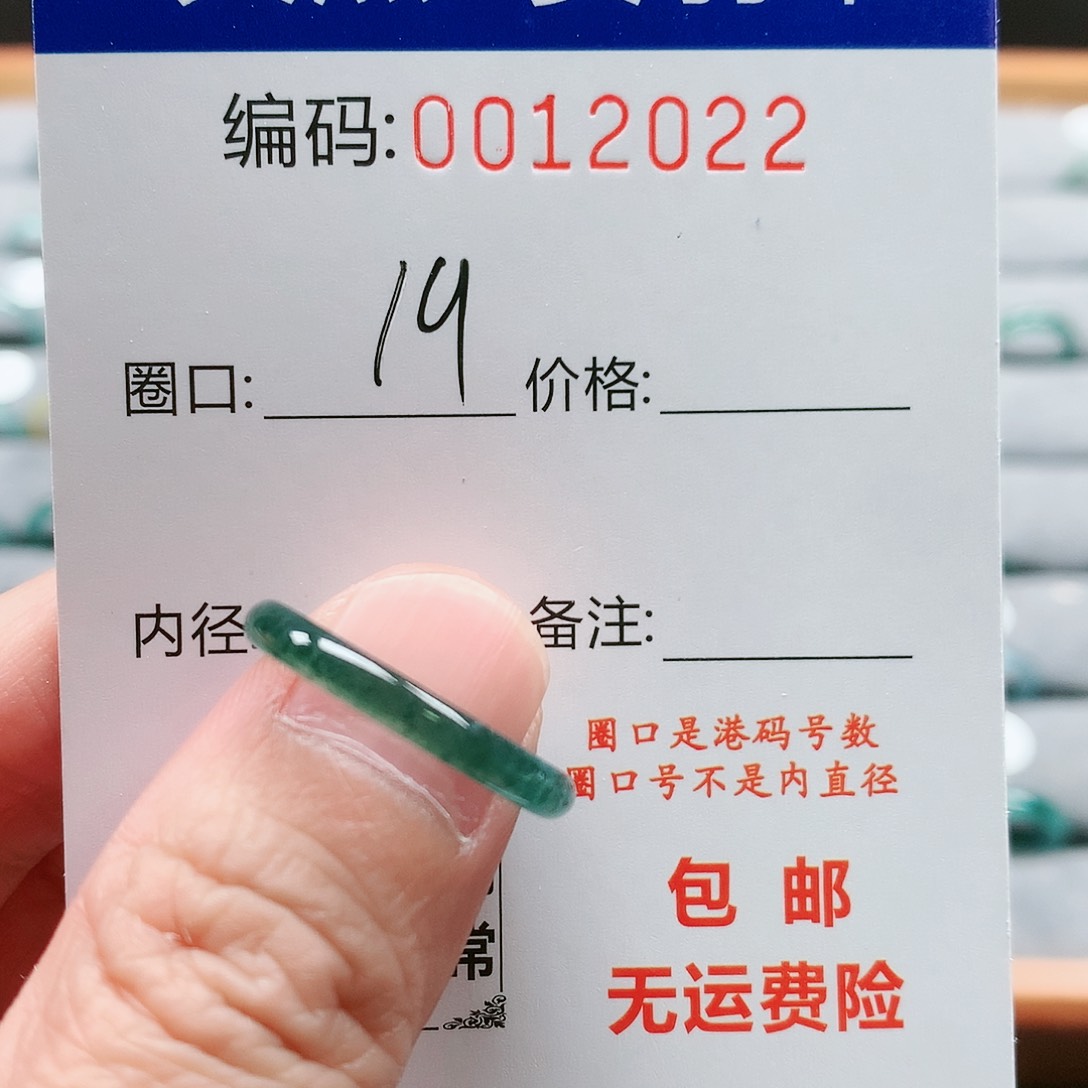 编码:0012022
圈口: 19 价格:
内径: 备注:
圈口是港码号数
圈口号不是内直径
常
包 邮
无运费险